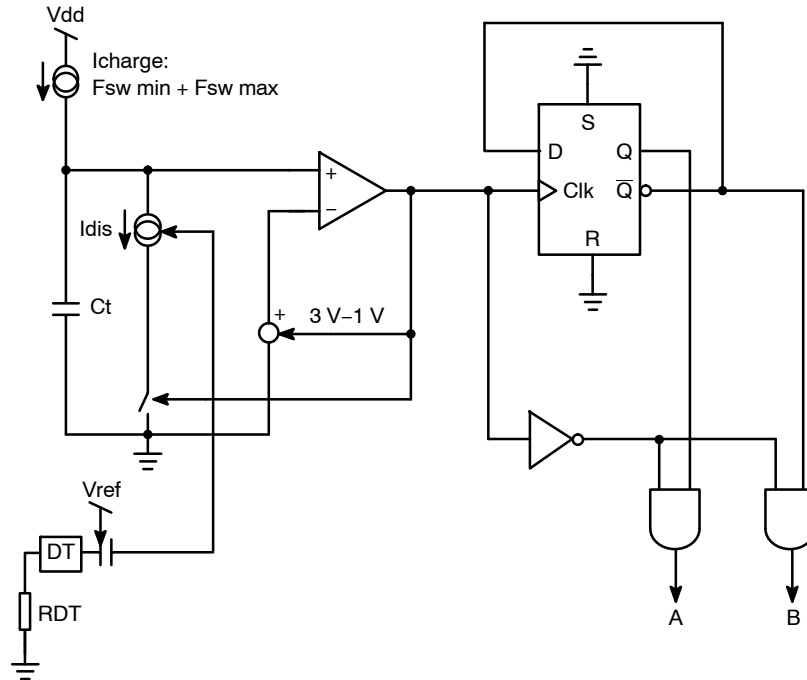 Vdd
Icharge:
Fsw min + Fsw max
S
D
Q
+
−
Clk
Q̅
Idis
R
Ct
+
3 V−1 V
Vref
DT
RDT
A
B